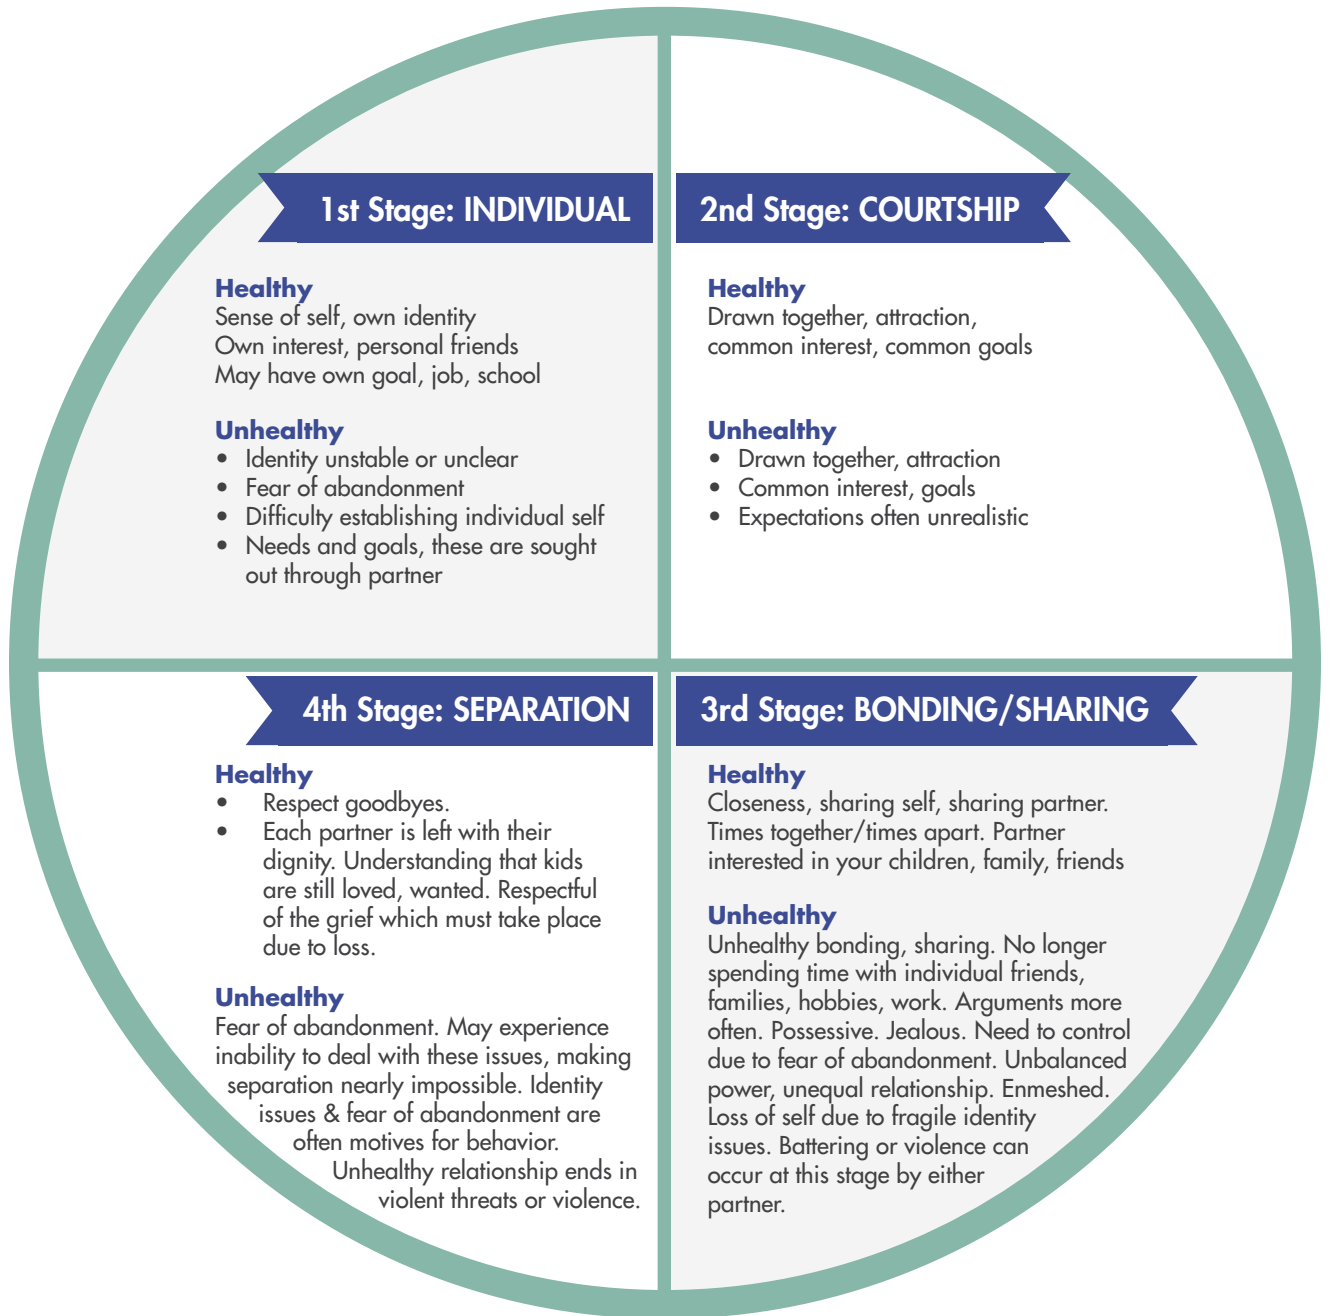 1st Stage: INDIVIDUAL
Healthy
Sense of self, own identity
Own interest, personal friends
May have own goal, job, school
Unhealthy
• Identity unstable or unclear
• Fear of abandonment
• Difficulty establishing individual self
• Needs and goals, these are sought
out through partner
2nd Stage: COURTSHIP
Healthy
Drawn together, attraction,
common interest, common goals
Unhealthy
• Drawn together, attraction
• Common interest, goals
• Expectations often unrealistic
3rd Stage: BONDING/SHARING
Healthy
Closeness, sharing self, sharing partner.
Times together/times apart. Partner
interested in your children, family, friends
Unhealthy
Unhealthy bonding, sharing. No longer
spending time with individual friends,
families, hobbies, work. Arguments more
often. Possessive. Jealous. Need to control
due to fear of abandonment. Unbalanced
power, unequal relationship. Enmeshed.
Loss of self due to fragile identity
issues. Battering or violence can
occur at this stage by either
partner.
4th Stage: SEPARATION
Healthy
• Respect goodbyes.
• Each partner is left with their
dignity. Understanding that kids
are still loved, wanted. Respectful
of the grief which must take place
due to loss.
Unhealthy
Fear of abandonment. May experience
inability to deal with these issues, making
separation nearly impossible. Identity
issues & fear of abandonment are
often motives for behavior.
Unhealthy relationship ends in
violent threats or violence.